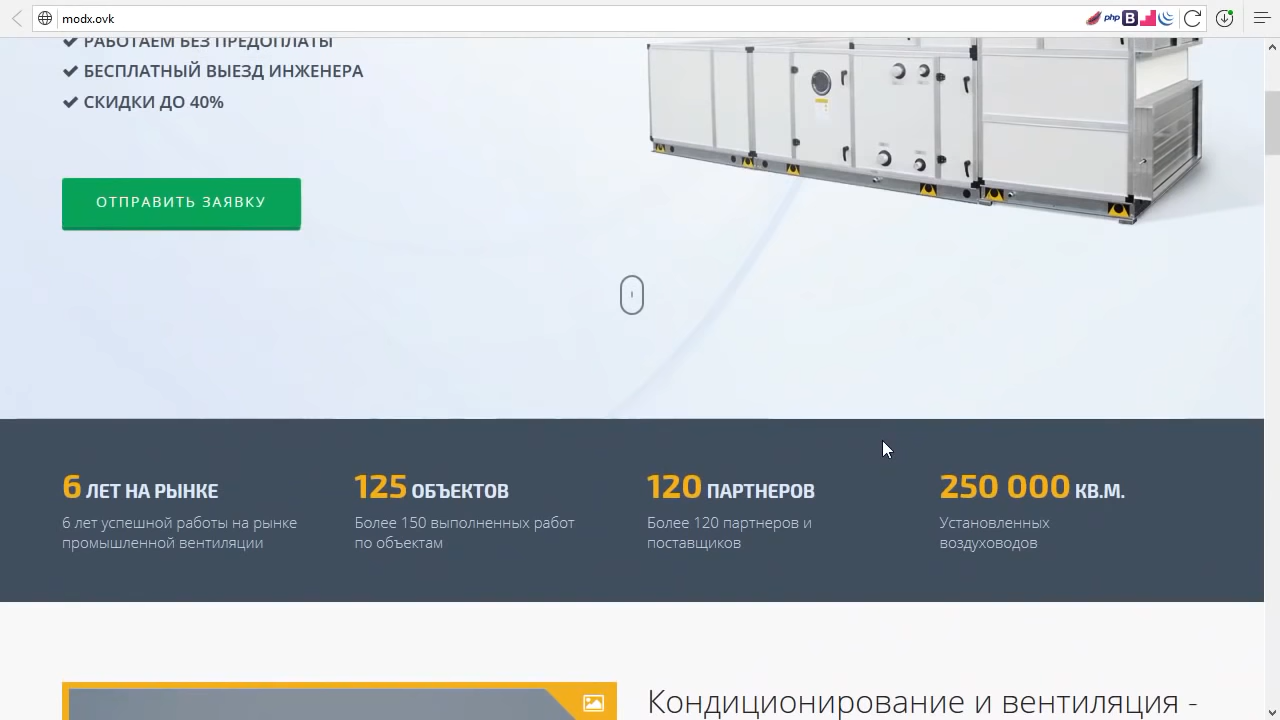 modx.ovk
php
B
РАБОТАЕМ БЕЗ ПРЕДОПЛАТЫ
БЕСПЛАТНЫЙ ВЫЕЗД ИНЖЕНЕРА
СКИДКИ ДО 40%
ОТПРАВИТЬ ЗАЯВКУ
6 ЛЕТ НА РЫНКЕ
6 лет успешной работы на рынке
промышленной вентиляции
125 ОБЪЕКТОВ
Более 150 выполненных работ
по объектам
120 ПАРТНЕРОВ
Более 120 партнеров и
поставщиков
250 000 КВ.М.
Установленных
воздуховодов
Кондиционирование и вентиляция -